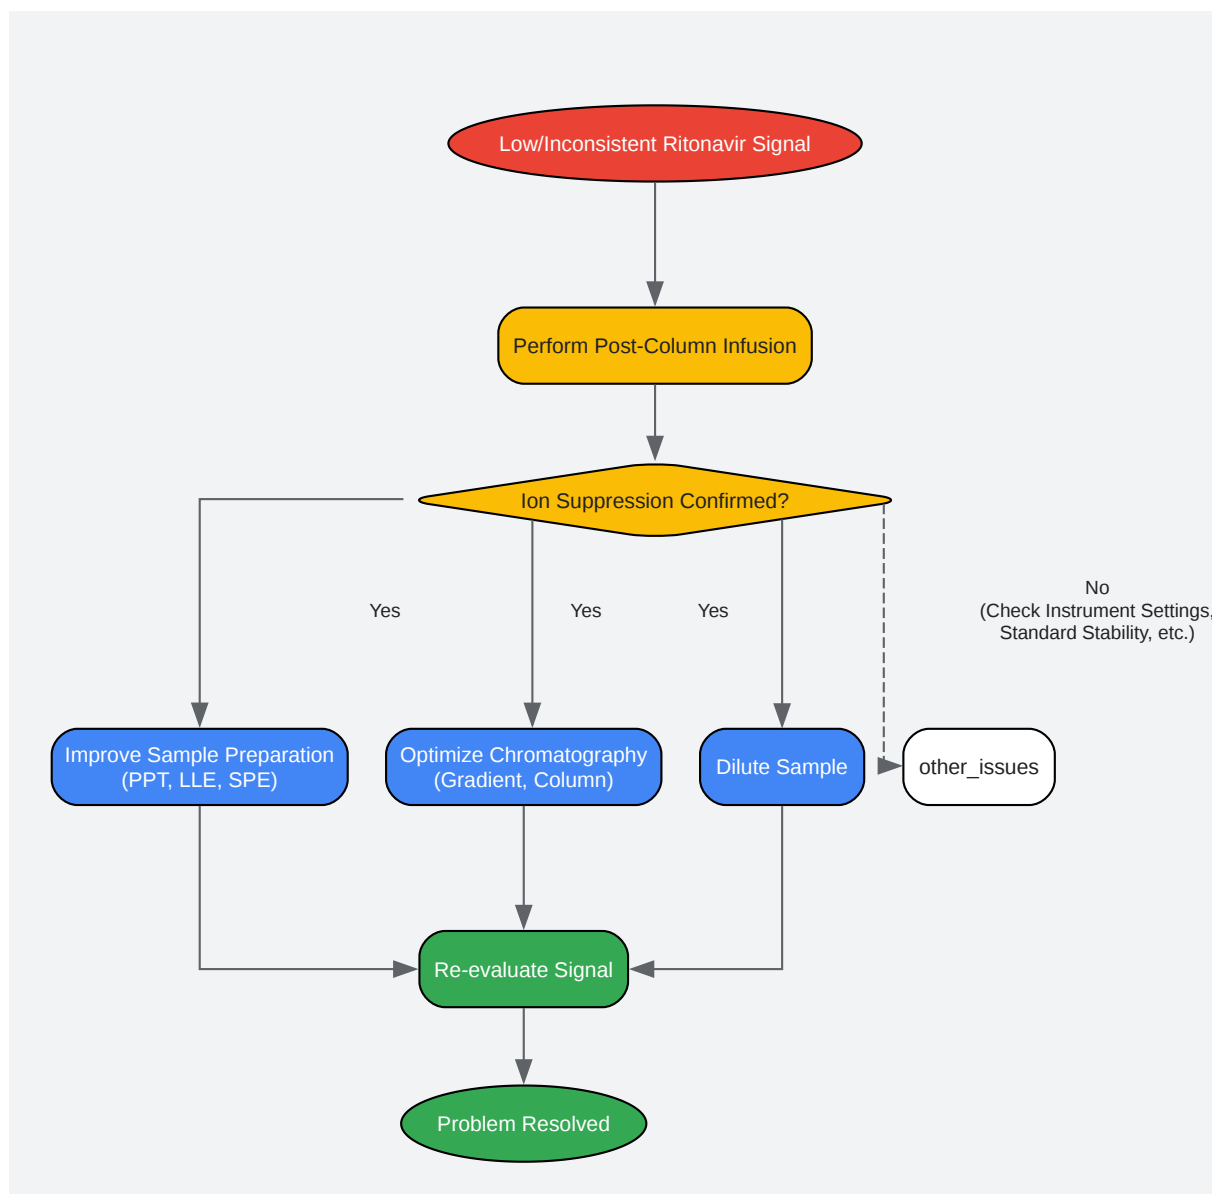 Low/Inconsistent Ritonavir Signal
Perform Post-Column Infusion
Ion Suppression Confirmed?
Yes
Yes
Yes
No
(Check Instrument Settings,
Standard Stability, etc.)
Improve Sample Preparation
(PPT, LLE, SPE)
Optimize Chromatography
(Gradient, Column)
Dilute Sample
other_issues
Re-evaluate Signal
Problem Resolved